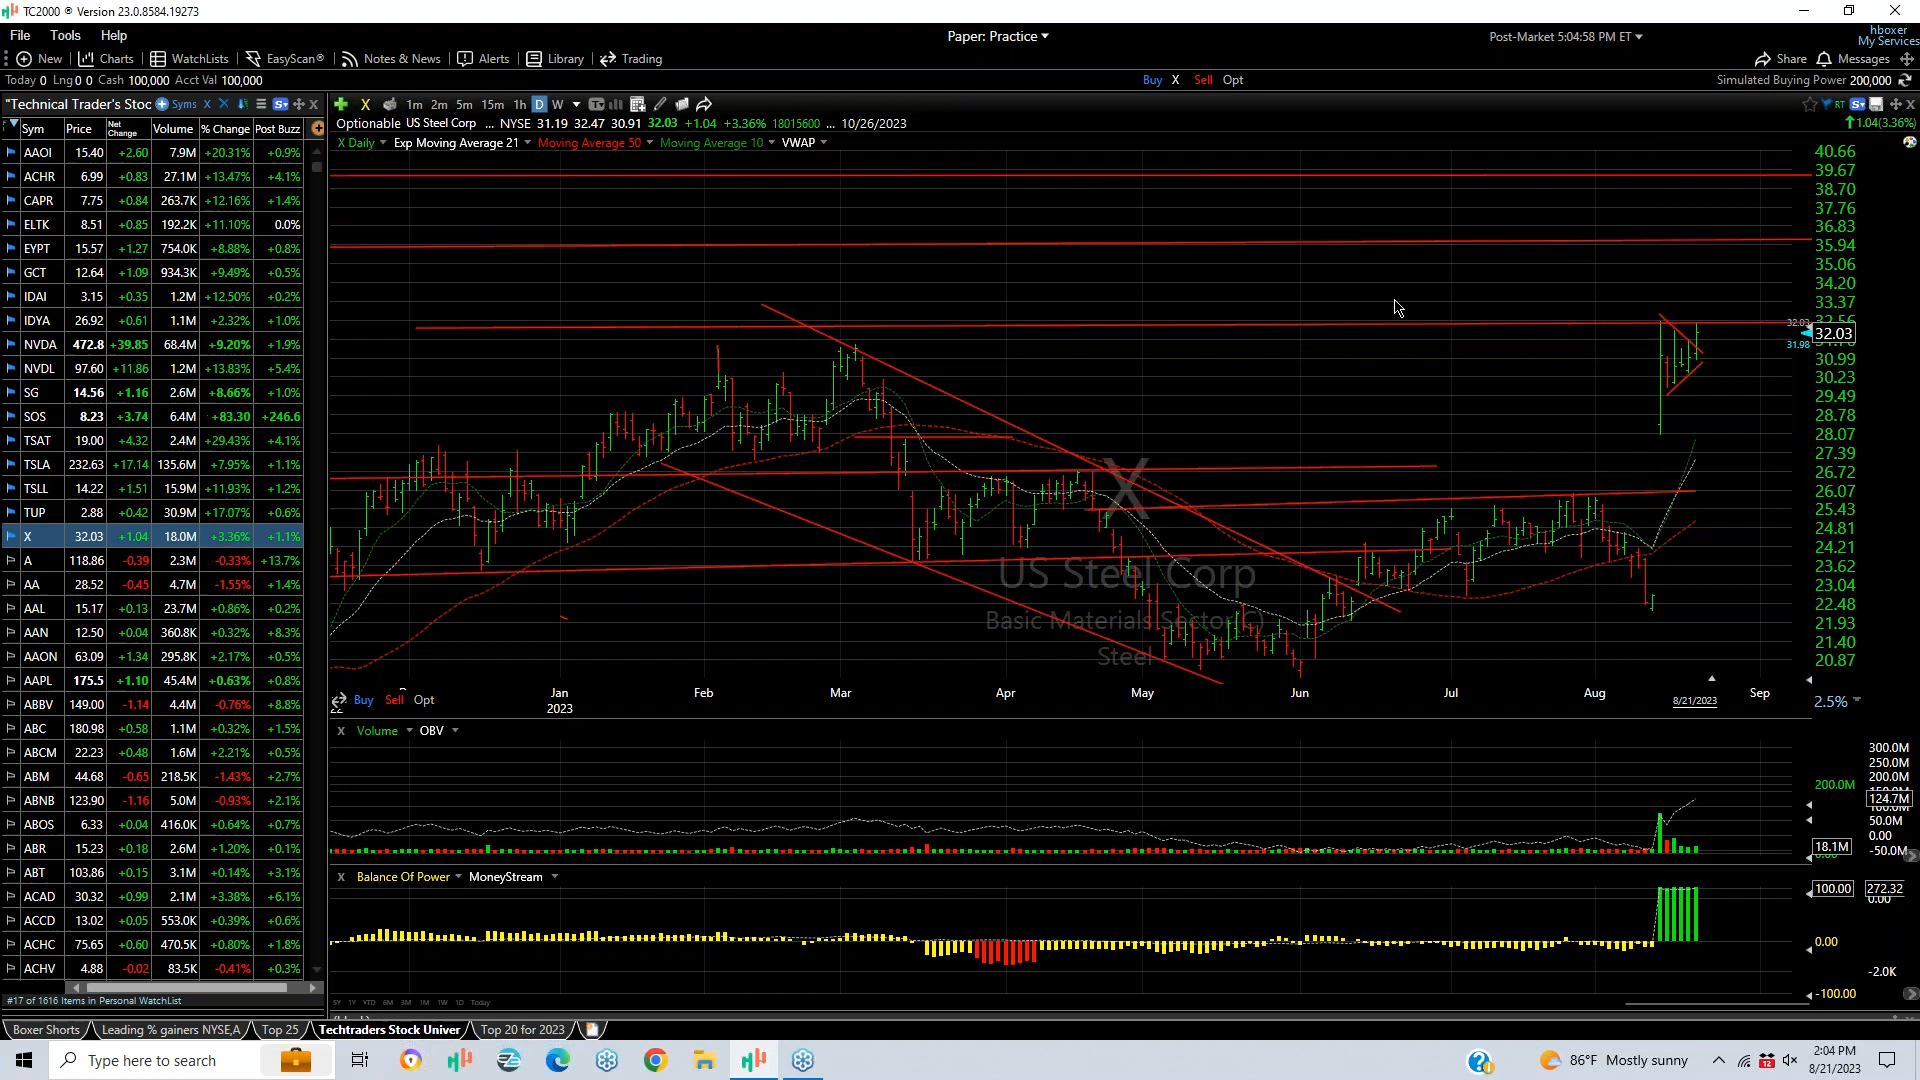 TC2000 ® Version 23.0.8584.19273
File Tools Help
Paper: Practice
Post-Market 5:04:58 PM ET
hboxer
My Services
New Charts WatchLists EasyScan® Notes & News Alerts Library Trading
Share Messages
Today 0 Lng 0 0 Cash 100,000 Acct Val 100,000
Buy X Sell Opt
Simulated Buying Power 200,000
"Technical Trader's Stoc Syms X
1m 2m 5m 15m 1h D W
Sym Price Net Change Volume % Change Post Buzz
Optionable US Steel Corp ... NYSE 31.19 32.47 30.91 32.03 +1.04 +3.36% 18015600 ... 10/26/2023
1.04(3.36%)
X Daily Exp Moving Average 21 Moving Average 50 Moving Average 10 VWAP
AAOI 15.40 +2.60 7.9M +20.31% +0.9%
ACHR 6.99 +0.83 27.1M +13.47% +4.1%
CAPR 7.75 +0.84 263.7K +12.16% +1.4%
ELTK 8.51 +0.85 192.2K +11.10% 0.0%
EYPT 15.57 +1.27 754.0K +8.88% +0.8%
GCT 12.64 +1.09 934.3K +9.49% +0.5%
IDAI 3.15 +0.35 1.2M +12.50% +0.2%
IDYA 26.92 +0.61 1.1M +2.32% +1.0%
NVDA 472.8 +39.85 68.4M +9.20% +1.9%
NVDL 97.60 +11.86 1.2M +13.83% +5.4%
SG 14.56 +1.16 2.6M +8.66% +1.0%
SOS 8.23 +3.74 6.4M +83.30 +246.6
TSAT 19.00 +4.32 2.4M +29.43% +4.1%
TSLA 232.63 +17.14 135.6M +7.95% +1.1%
TSLL 14.22 +1.51 15.9M +11.93% +1.2%
TUP 2.88 +0.42 30.9M +17.07% +0.6%
X 32.03 +1.04 18.0M +3.36% +1.1%
A 118.86 -0.39 2.3M -0.33% +13.7%
AA 28.52 -0.45 4.7M -1.55% +1.4%
AAL 15.17 +0.13 23.7M +0.86% +0.2%
AAN 12.50 +0.04 360.8K +0.32% +8.3%
AAON 63.09 +1.34 295.8K +2.17% +0.5%
AAPL 175.5 +1.10 45.4M +0.63% +0.8%
ABBV 149.00 -1.14 4.4M -0.76% +8.8%
ABC 180.98 +0.58 1.1M +0.32% +1.5%
ABCM 22.23 +0.48 1.6M +2.21% +0.5%
ABM 44.68 -0.65 218.5K -1.43% +2.7%
ABNB 123.90 -1.16 5.0M -0.93% +2.1%
ABOS 6.33 +0.04 416.0K +0.64% +0.7%
ABR 15.23 +0.18 2.6M +1.20% +0.1%
ABT 103.86 +0.15 3.1M +0.14% +3.1%
ACAD 30.32 +0.99 2.1M +3.38% +6.1%
ACCD 13.02 +0.05 553.0K +0.39% +0.6%
ACHC 75.65 +0.60 470.5K +0.80% +1.8%
ACHV 4.88 -0.02 83.5K -0.41% +0.3%
#17 of 1616 Items in Personal WatchList
40.66
39.67
38.70
37.76
36.83
35.94
35.06
34.20
33.37
32.56
32.03
32.03
31.98
30.99
30.23
29.49
28.78
28.07
27.39
26.72
26.07
25.43
24.81
24.21
23.62
23.04
22.48
21.93
21.40
20.87
X
US Steel Corp
Basic Materials Sector
Steel
Jan Feb Mar Apr May Jun Jul Aug Sep
2023
8/21/2023
2.5%
Buy Sell Opt
X Volume OBV
300.0M
250.0M
200.0M
200.0M
124.7M
50.0M
0.00
18.1M
-50.0M
X Balance Of Power MoneyStream
100.00 272.32
0.00
0.00
-2.0K
-100.00
5Y 1Y YTD 6M 3M 1M 1W 1D Today
Boxer Shorts Leading % gainers NYSE,A Top 25 Techtraders Stock Univer Top 20 for 2023
Type here to search
86°F Mostly sunny
12
2:04 PM
8/21/2023